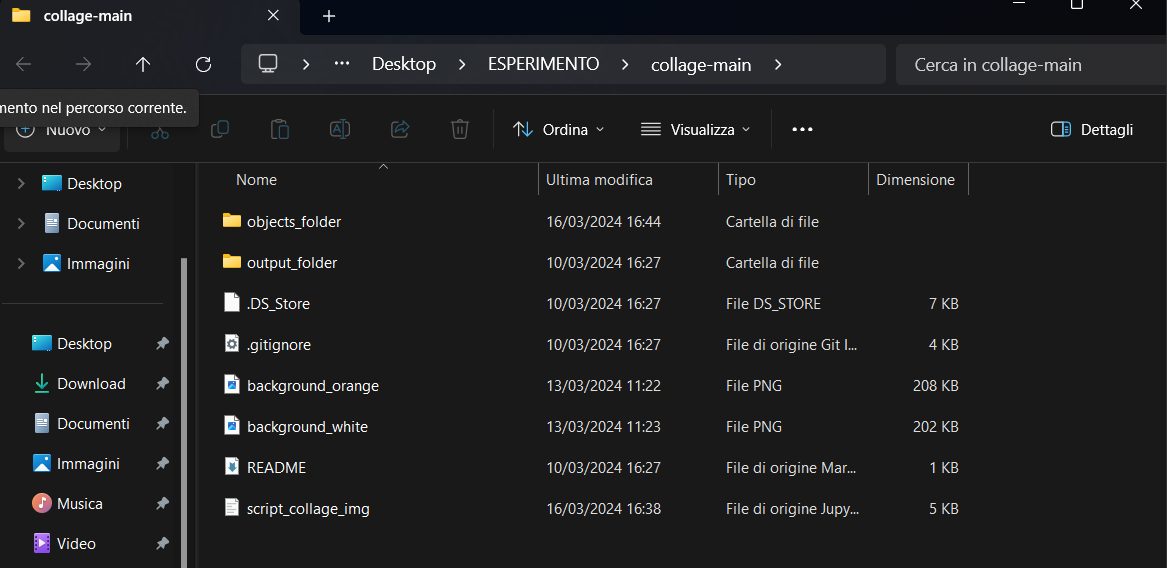 collage-main
... Desktop > ESPERIMENTO > collage-main >
Cerca in collage-main
mento nel percorso corrente.
Nuovo
Ordina
Visualizza
...
Dettagli
Desktop
Documenti
Immagini
Desktop
Download
Documenti
Immagini
Musica
Video
Nome Ultima modifica Tipo Dimensione
objects_folder 16/03/2024 16:44 Cartella di file
output_folder 10/03/2024 16:27 Cartella di file
.DS_Store 10/03/2024 16:27 File DS_STORE 7 KB
.gitignore 10/03/2024 16:27 File di origine Git I... 4 KB
background_orange 13/03/2024 11:22 File PNG 208 KB
background_white 13/03/2024 11:23 File PNG 202 KB
README 10/03/2024 16:27 File di origine Mar... 1 KB
script_collage_img 16/03/2024 16:38 File di origine Jupy... 5 KB